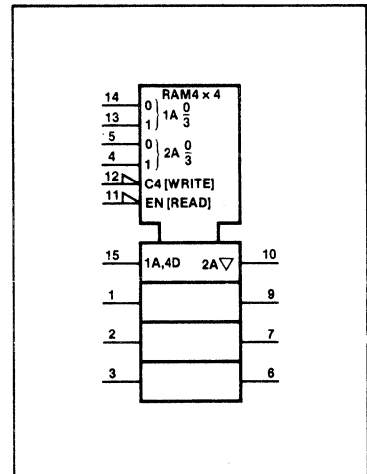 RAM4 × 4
14 0
13 1 } 1A 0/3
5 0
4 1 } 2A 0/3
12 C4 [WRITE]
11 EN [READ]
15 1A,4D 2A▽ 10
1 9
2 7
3 6